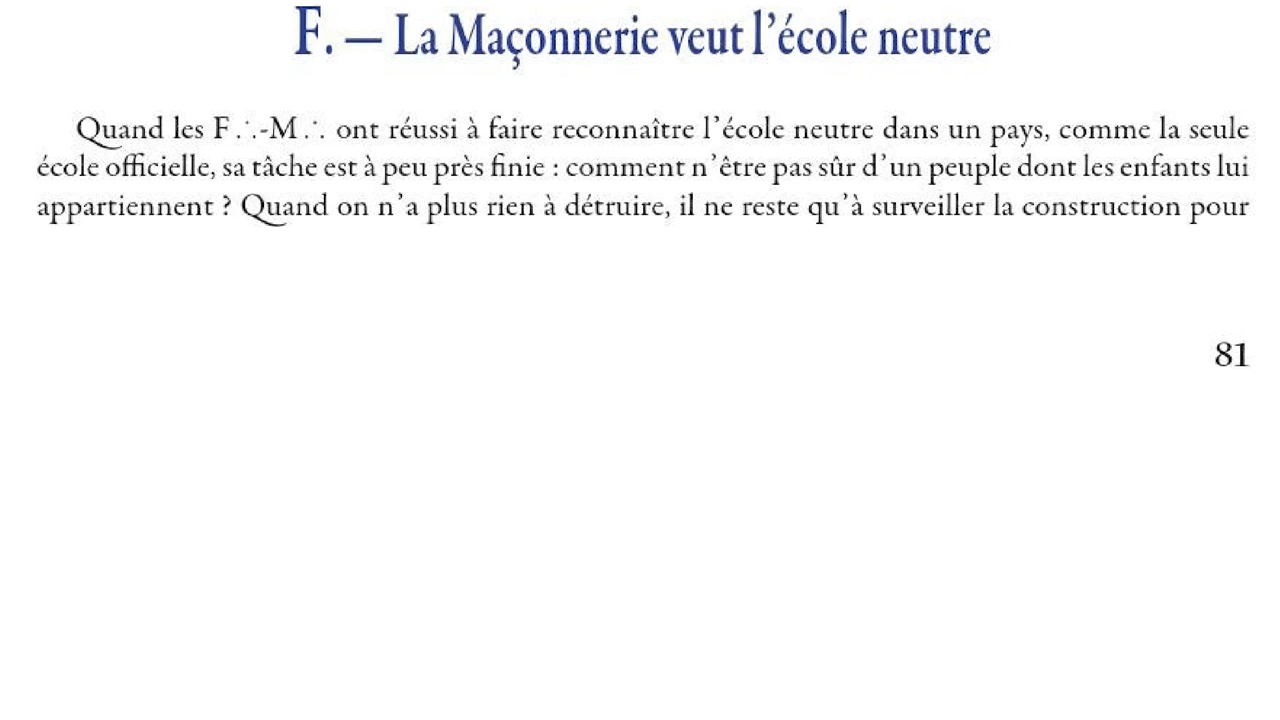 F. — La Maçonnerie veut l’école neutre
Quand les F∴-M∴ ont réussi à faire reconnaître l’école neutre dans un pays, comme la seule
école officielle, sa tâche est à peu près finie : comment n’être pas sûr d’un peuple dont les enfants lui
appartiennent ? Quand on n’a plus rien à détruire, il ne reste qu’à surveiller la construction pour
81